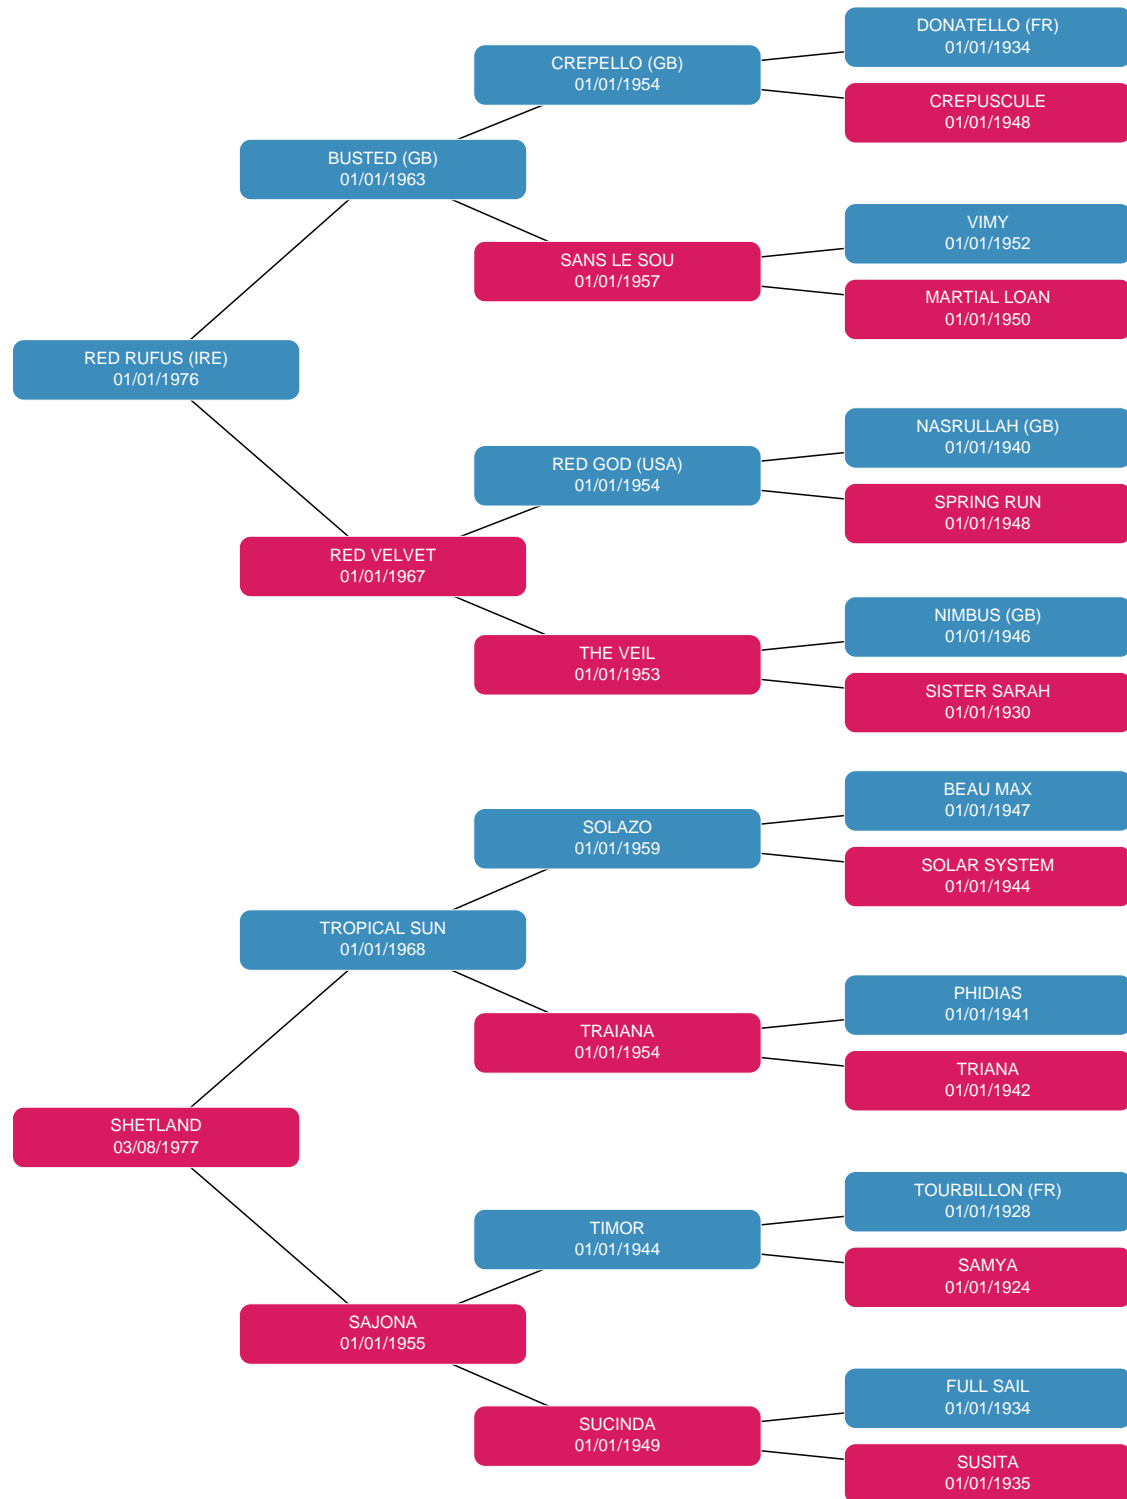 DONATELLO (FR)
01/01/1934
CREPELLO (GB)
01/01/1954
CREPUSCULE
01/01/1948
BUSTED (GB)
01/01/1963
VIMY
01/01/1952
SANS LE SOU
01/01/1957
MARTIAL LOAN
01/01/1950
RED RUFUS (IRE)
01/01/1976
NASRULLAH (GB)
01/01/1940
RED GOD (USA)
01/01/1954
SPRING RUN
01/01/1948
RED VELVET
01/01/1967
NIMBUS (GB)
01/01/1946
THE VEIL
01/01/1953
SISTER SARAH
01/01/1930
BEAU MAX
01/01/1947
SOLAZO
01/01/1959
SOLAR SYSTEM
01/01/1944
TROPICAL SUN
01/01/1968
PHIDIAS
01/01/1941
TRAIANA
01/01/1954
TRIANA
01/01/1942
SHETLAND
03/08/1977
TOURBILLON (FR)
01/01/1928
TIMOR
01/01/1944
SAMYA
01/01/1924
SAJONA
01/01/1955
FULL SAIL
01/01/1934
SUCINDA
01/01/1949
SUSITA
01/01/1935